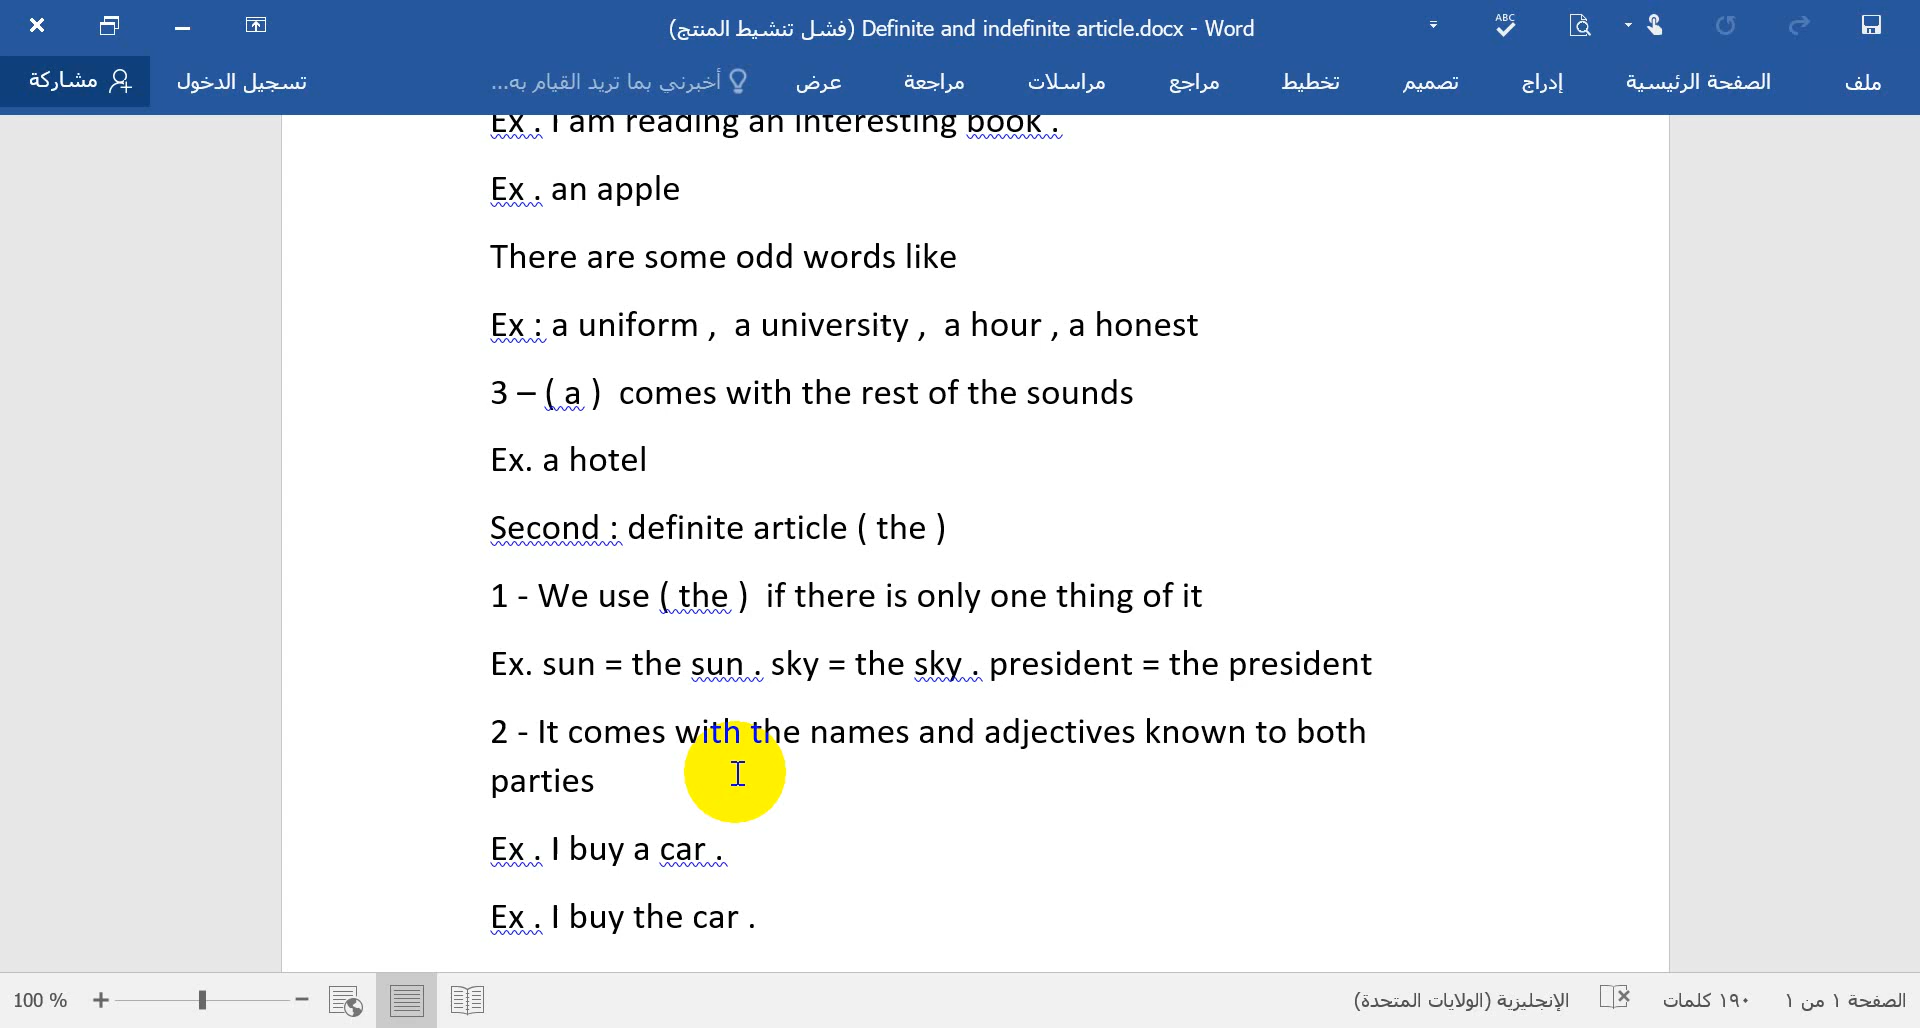 Definite and indefinite article.docx - Word (فشل تنشيط المنتج)
ABC
ملف الصفحة الرئيسية إدراج تصميم تخطيط مراجع مراسلات مراجعة عرض أخبرني بما تريد القيام به... تسجيل الدخول مشاركة
Ex . I am reading an interesting book .
Ex . an apple
There are some odd words like
Ex : a uniform , a university , a hour , a honest
3 – ( a ) comes with the rest of the sounds
Ex. a hotel
Second : definite article ( the )
1 - We use ( the ) if there is only one thing of it
Ex. sun = the sun . sky = the sky . president = the president
2 - It comes with the names and adjectives known to both
parties
Ex . I buy a car .
Ex . I buy the car .
الصفحة ١ من ١ ١٩٠ كلمات الإنجليزية (الولايات المتحدة) 100 %